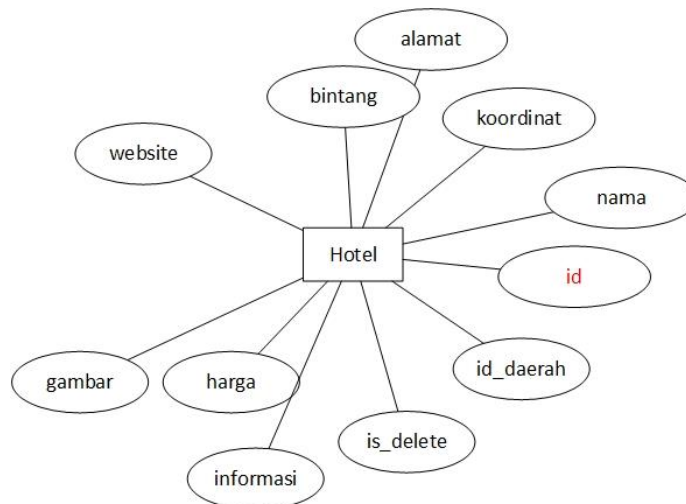 alamat
bintang
koordinat
website
nama
Hotel
id
id_daerah
gambar
harga
is_delete
informasi